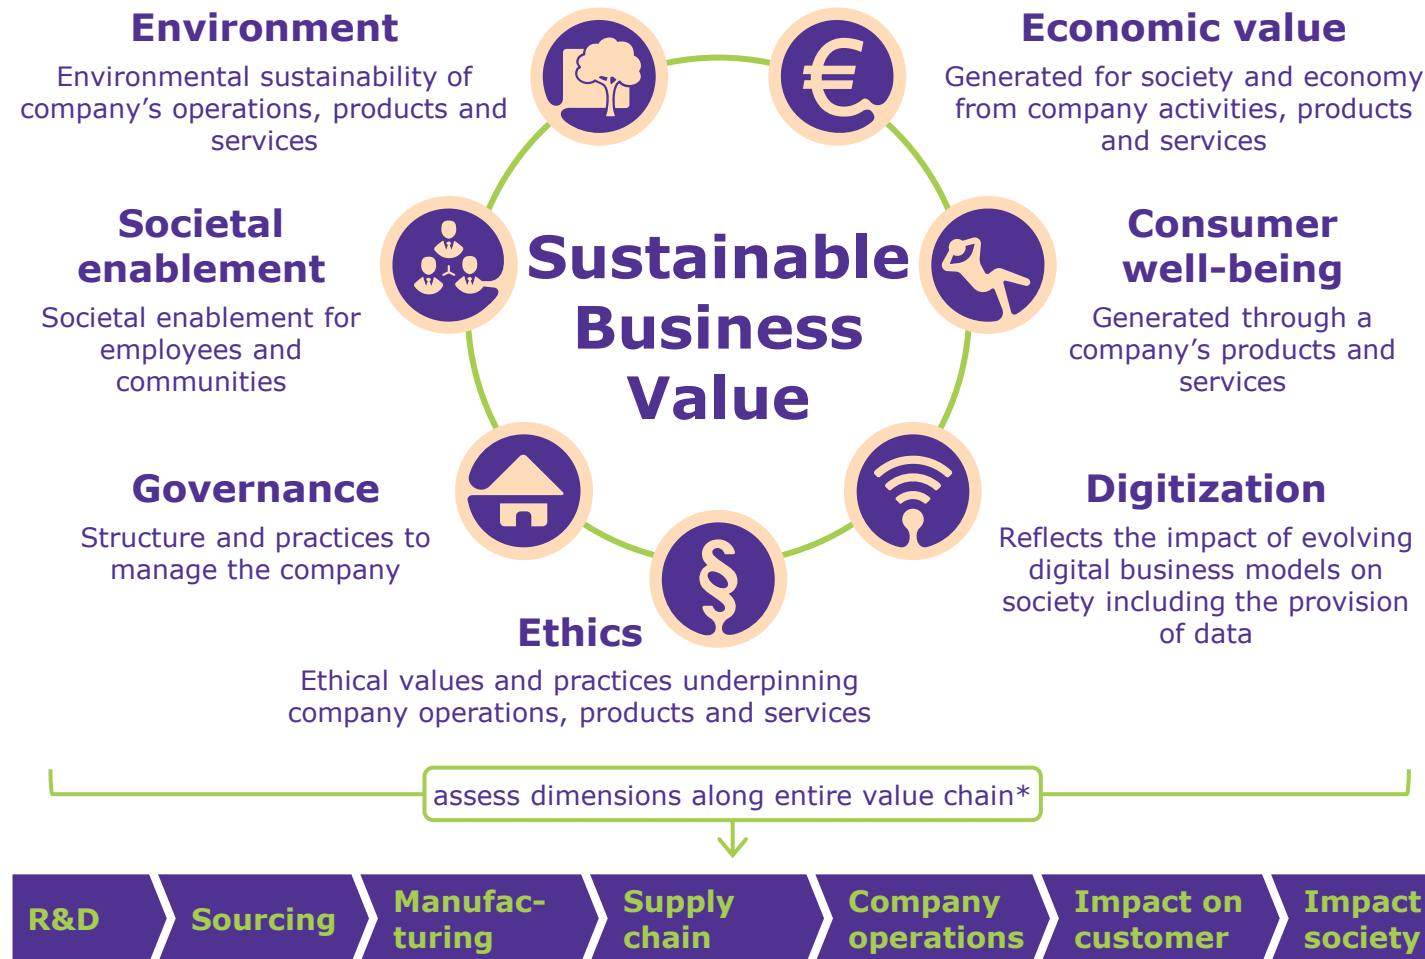 Environment
Environmental sustainability of
company’s operations, products and
services
Economic value
Generated for society and economy
from company activities, products
and services
Societal
enablement
Societal enablement for
employees and
communities
Sustainable
Business
Value
Consumer
well-being
Generated through a
company’s products and
services
Governance
Structure and practices to
manage the company
Digitization
Reflects the impact of evolving
digital business models on
society including the provision
of data
Ethics
Ethical values and practices underpinning
company operations, products and services
assess dimensions along entire value chain*
R&D
Sourcing
Manufac-
turing
Supply
chain
Company
operations
Impact on
customer
Impact
society